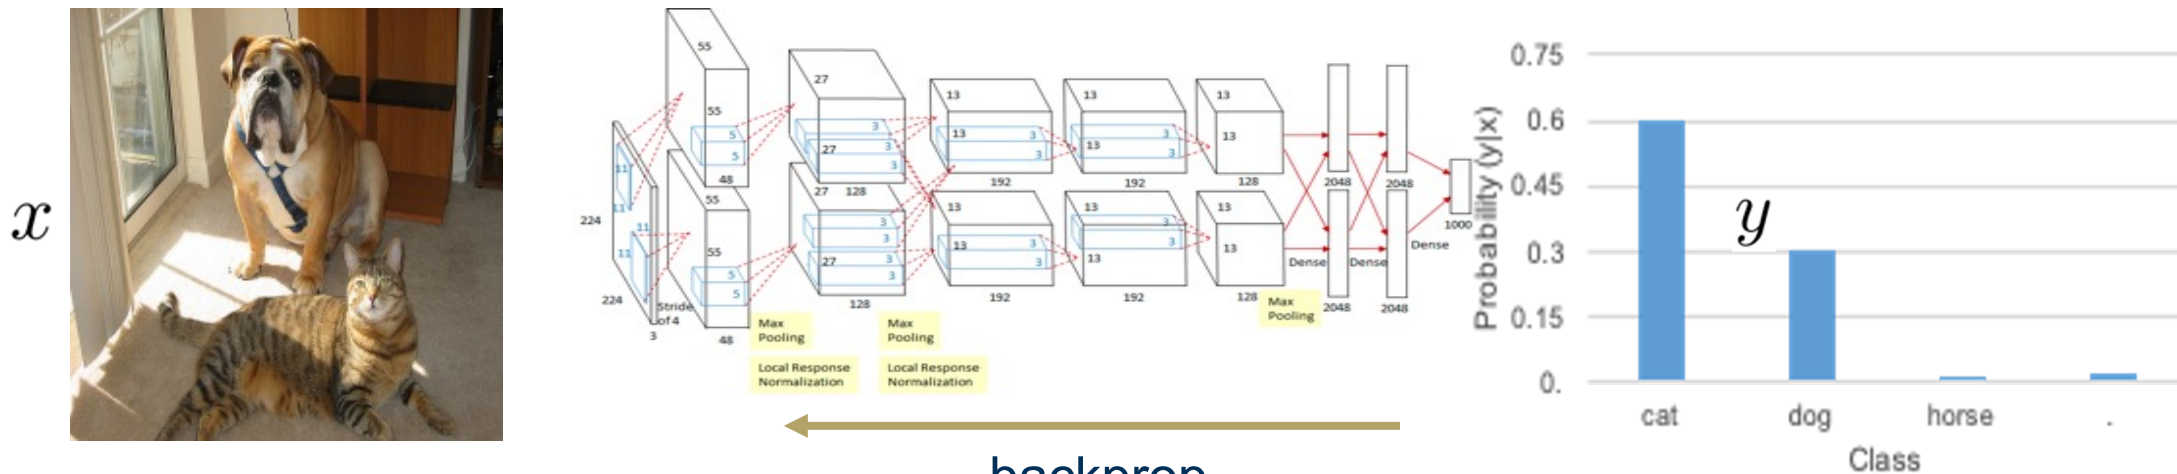 x
55
55
5
5
48
11
11
224
11
11
224
3
Stride
of 4
55
55
5
5
48
27
3
3
27
3
128
27
3
3
27
3
3
128
13
13
3
3
192
13
13
3
3
192
13
13
3
3
192
13
13
3
3
192
13
13
128
13
13
128
2048
2048
Dense
Dense
2048
2048
Dense
1000
Max
Pooling
Local Response
Normalization
Max
Pooling
Local Response
Normalization
Max
Pooling
backprop
Probability (y|x)
0.75
0.6
0.45
0.3
0.15
0.
y
cat
dog
horse
.
Class